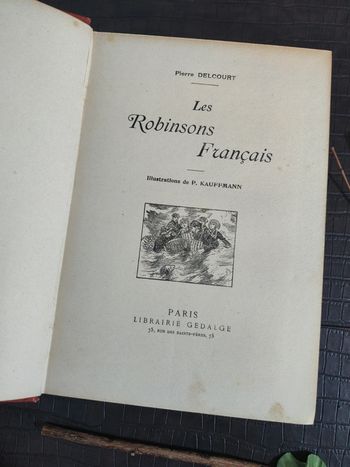 Pierre DELCOURT
Les
Robinsons
Français
Illustrations de P. KAUFFMANN
PARIS
LIBRAIRIE GEDALGE
75, RUE DES SAINTS-PÈRES, 75